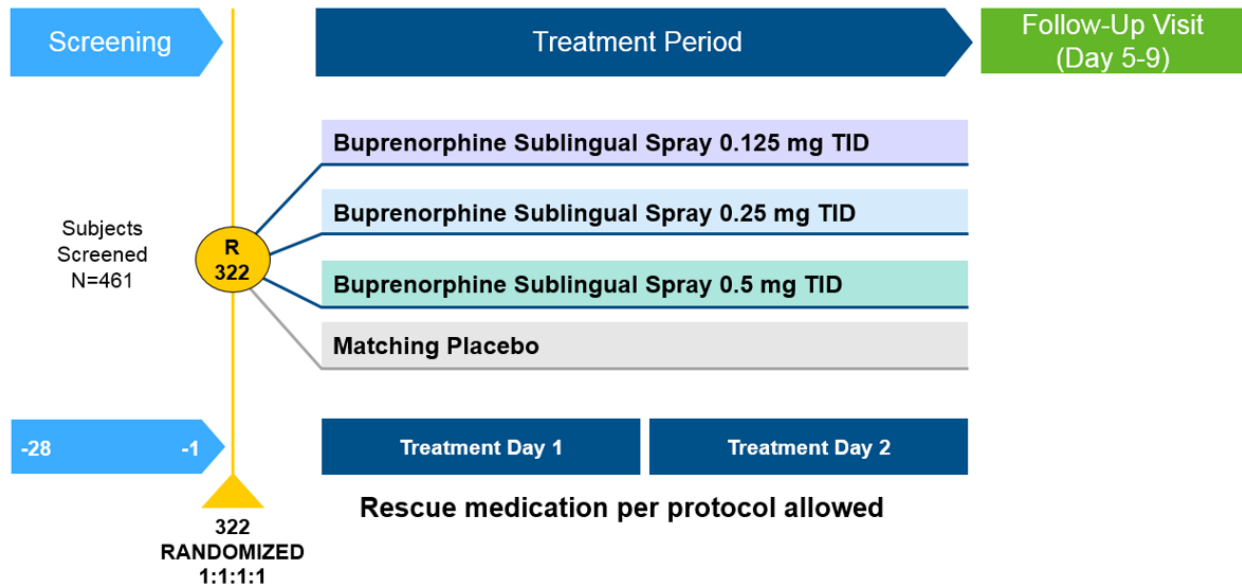 Screening
Treatment Period
Follow-Up Visit
(Day 5-9)
Buprenorphine Sublingual Spray 0.125 mg TID
Buprenorphine Sublingual Spray 0.25 mg TID
Subjects
Screened
N=461
R
322
Buprenorphine Sublingual Spray 0.5 mg TID
Matching Placebo
-28 -1
Treatment Day 1
Treatment Day 2
Rescue medication per protocol allowed
322
RANDOMIZED
1:1:1:1